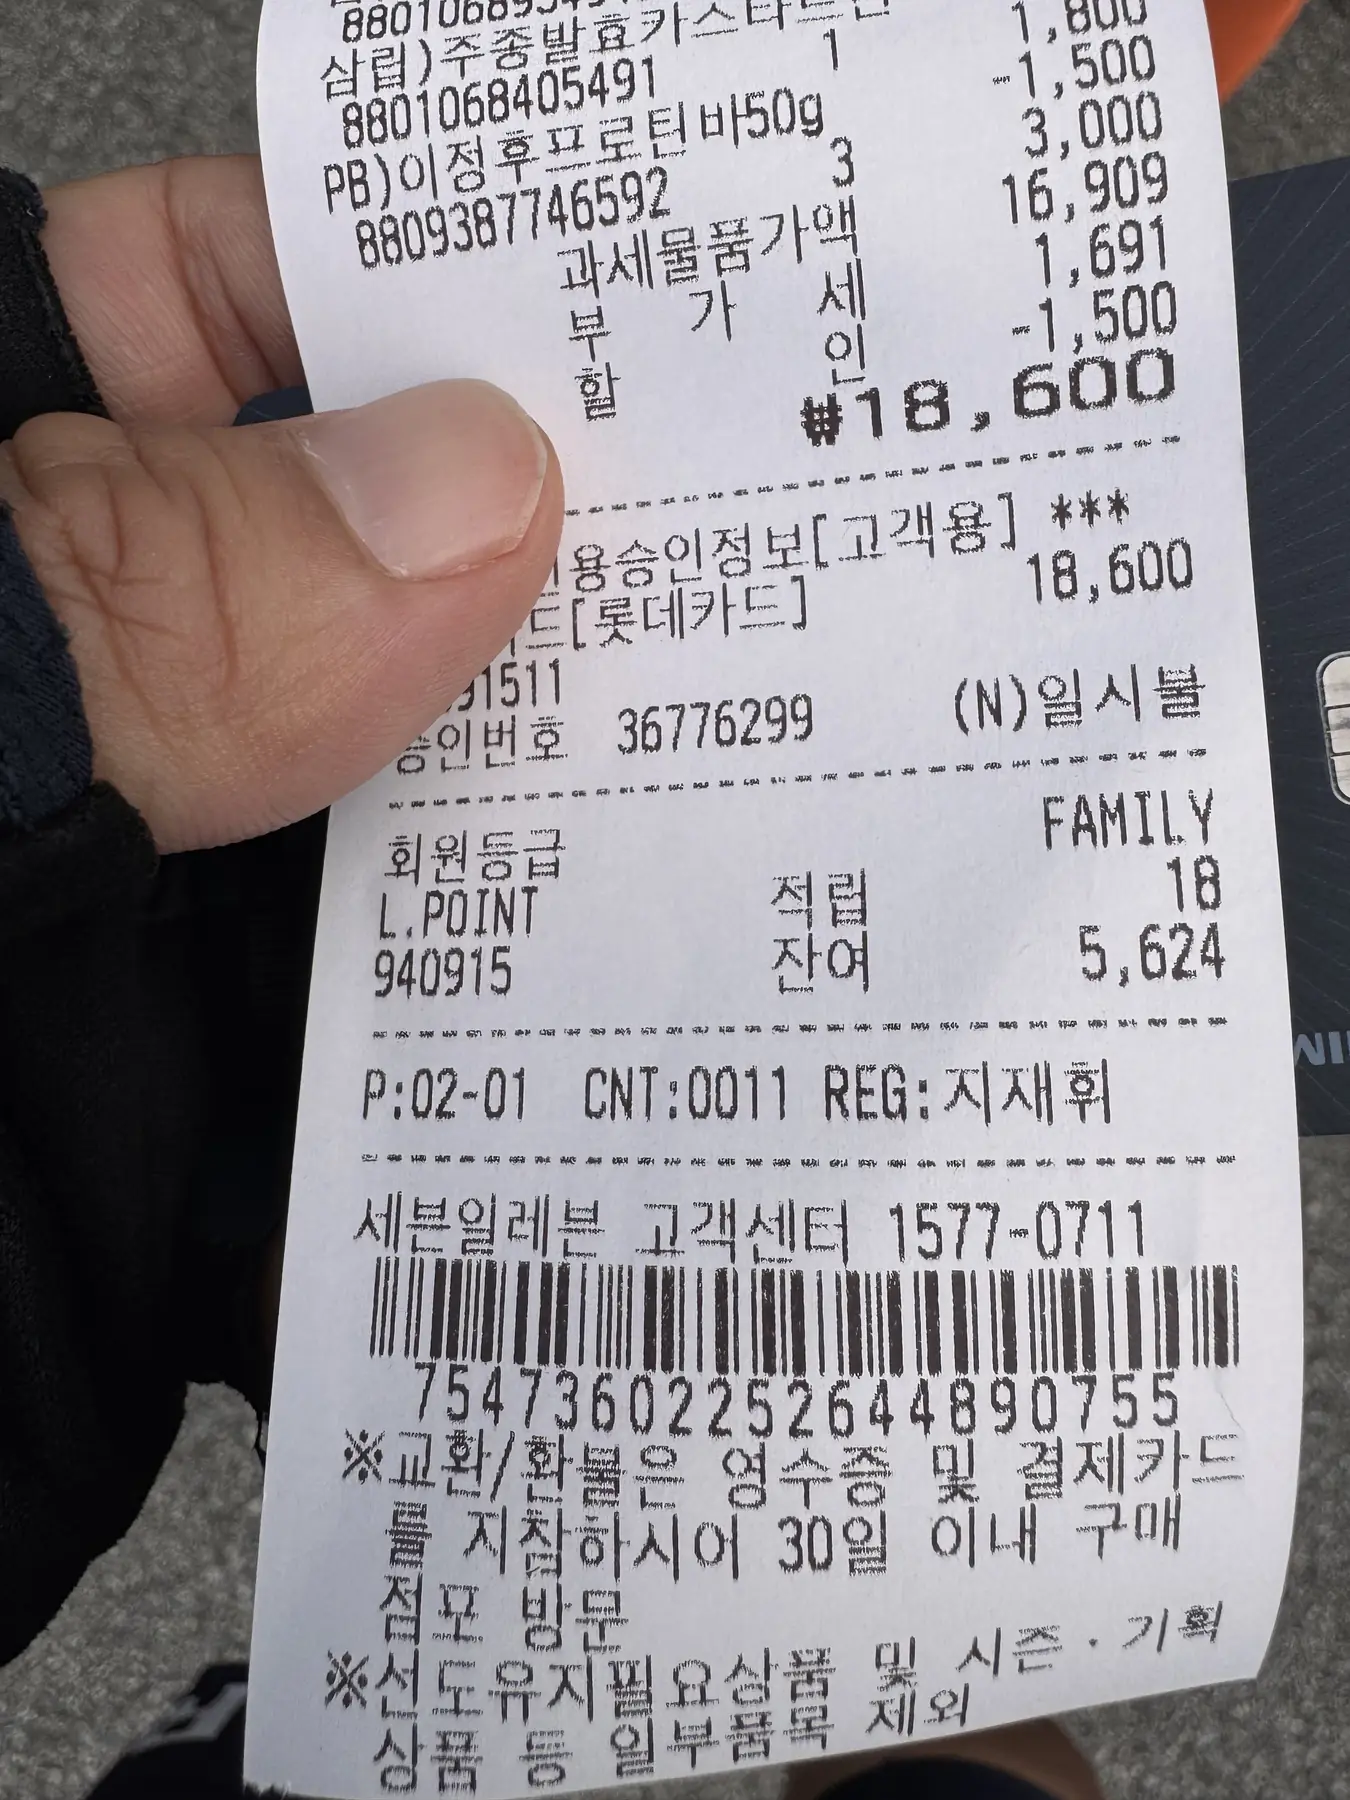 1,800
삼립)주종발효카스타드번
8801068405491 1 -1,500
PB)이정후프로틴바50g
8809387746592 3 3,000
과세물품가액 16,909
부 가 세 1,691
할 인 -1,500
₩18,600
용승인정보[고객용] ***
드[롯데카드] 18,600
91511
승인번호 36776299 (N)일시불
회원등급 FAMILY
L.POINT 적립 18
940915 잔여 5,624
P:02-01 CNT:0011 REG:지재휘
세븐일레븐 고객센터 1577-0711
75473602252644890755
※교환/환불은 영수증 및 결제카드
를 지참하시어 30일 이내 구매
점포 방문
※선도유지필요상품 및 시즌·기획
상품 등 일부품목 제외